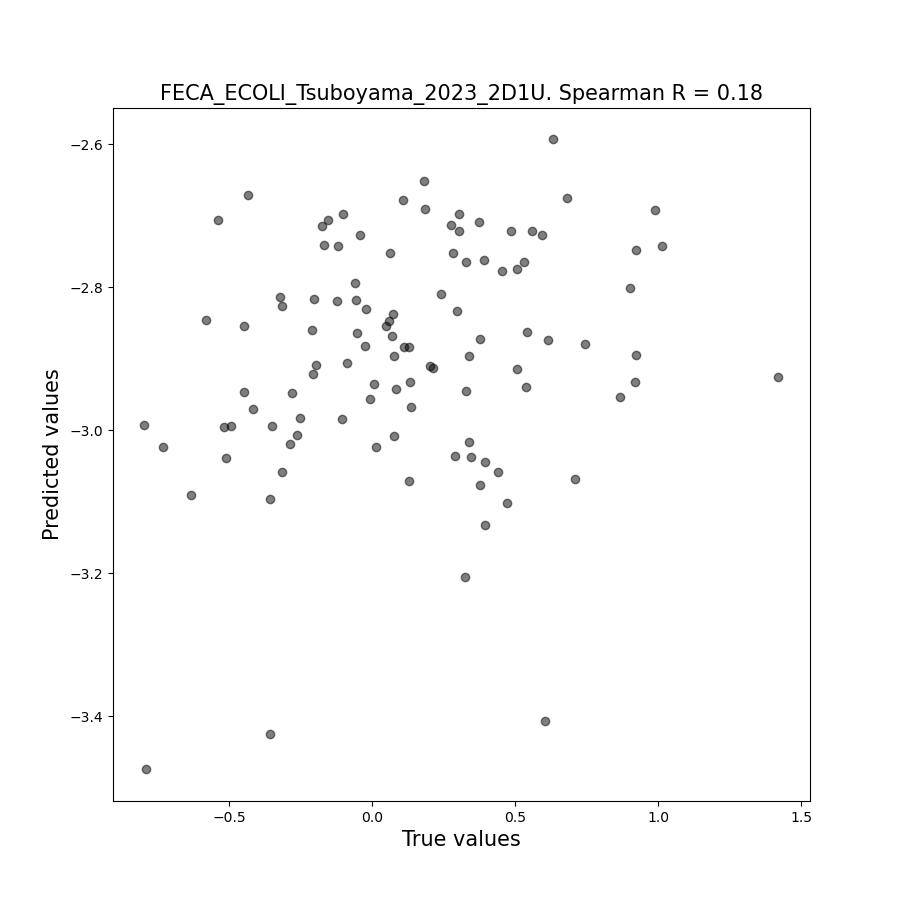 FECA_ECOLI_Tsuboyama_2023_2D1U. Spearman R = 0.18
−2.6
−2.8
−3.0
−3.2
−3.4
Predicted values
−0.5 0.0 0.5 1.0 1.5
True values